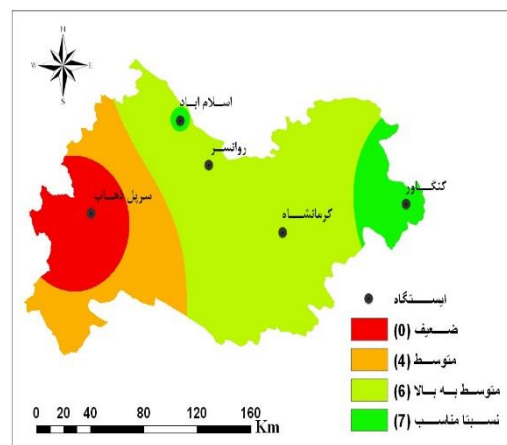 N
W E
S
اسلام اباد
روانسر
سرپل ذهاب
کرمانشاه
کنگاور
ایستگاه
ضعیف (0)
متوسط (4)
متوسط به بالا (6)
نسبتا مناسب (7)
0 20 40 80 120 160
Km